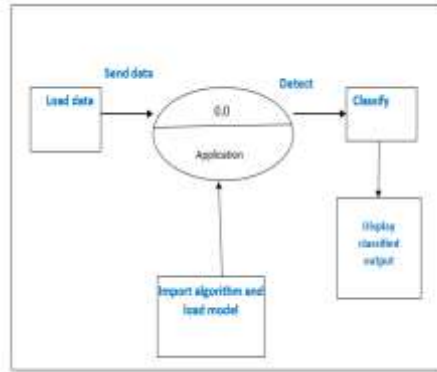 Send data
Detect
Load data
0.0
Classify
Application
Display
classified
output
Import algorithm and
load model